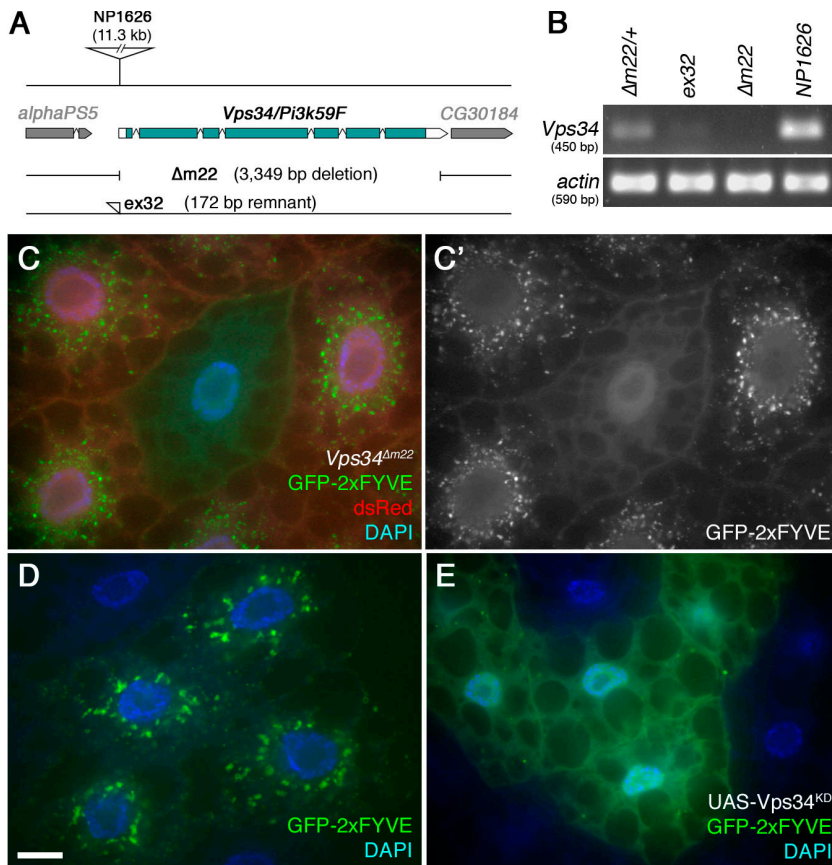 A
NP1626
(11.3 kb)
alphaPS5
Vps34/Pi3k59F
CG30184
Δm22 (3,349 bp deletion)
ex32 (172 bp remnant)
B
Δm22/+
ex32
Δm22
NP1626
Vps34
(450 bp)
actin
(590 bp)
C
Vps34Δm22
GFP-2xFYVE
dsRed
DAPI
C'
GFP-2xFYVE
D
GFP-2xFYVE
DAPI
E
UAS-Vps34KD
GFP-2xFYVE
DAPI